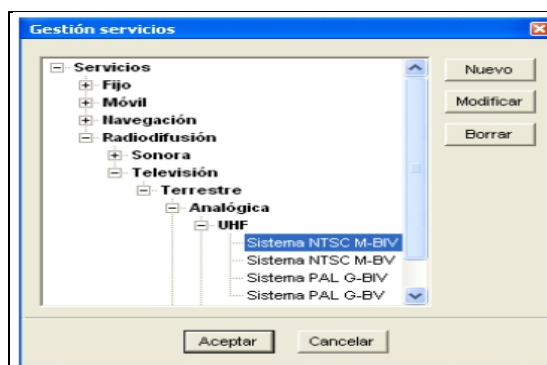 Gestión servicios
Servicios
Fijo
Móvil
Navegación
Radiodifusión
Sonora
Televisión
Terrestre
Analógica
UHF
Sistema NTSC M-BIV
Sistema NTSC M-BV
Sistema PAL G-BIV
Sistema PAL G-BV
Nuevo
Modificar
Borrar
Aceptar
Cancelar